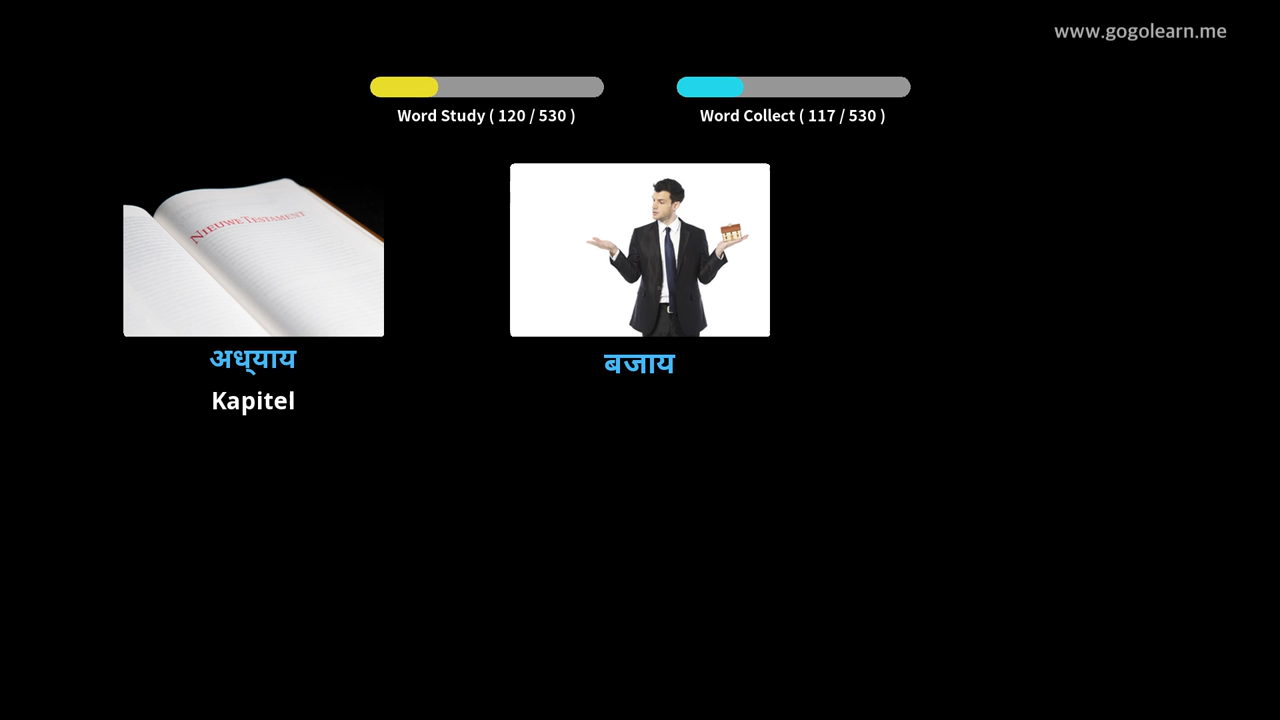 www.gogolearn.me
Word Study ( 120 / 530 )
Word Collect ( 117 / 530 )
NIEUWE TESTAMENT
अध्याय
बजाय
Kapitel